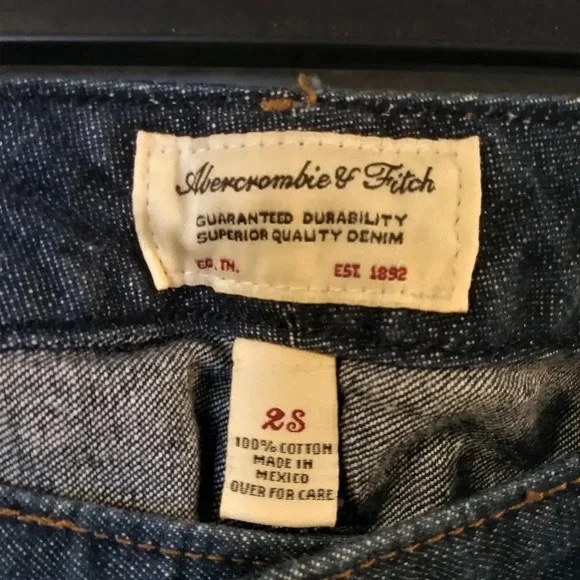 Abercrombie & Fitch
GUARANTEED DURABILITY
SUPERIOR QUALITY DENIM
EST. 1892
2S
100% COTTON
MADE IN
MEXICO
OVER FOR CARE